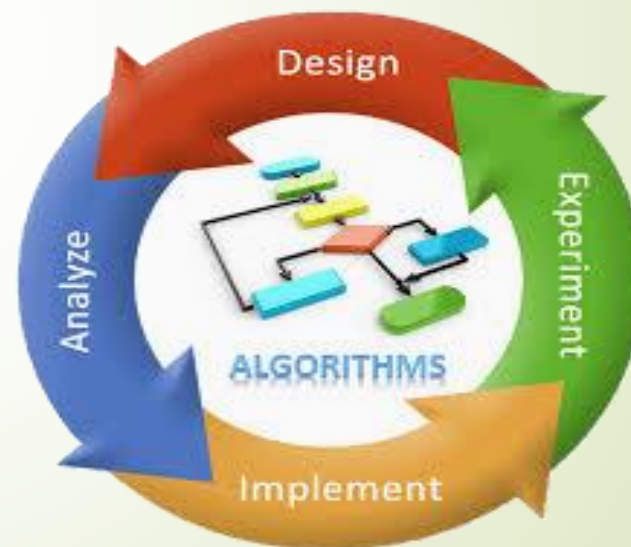 Design
Experiment
Analyze
ALGORITHMS
Implement